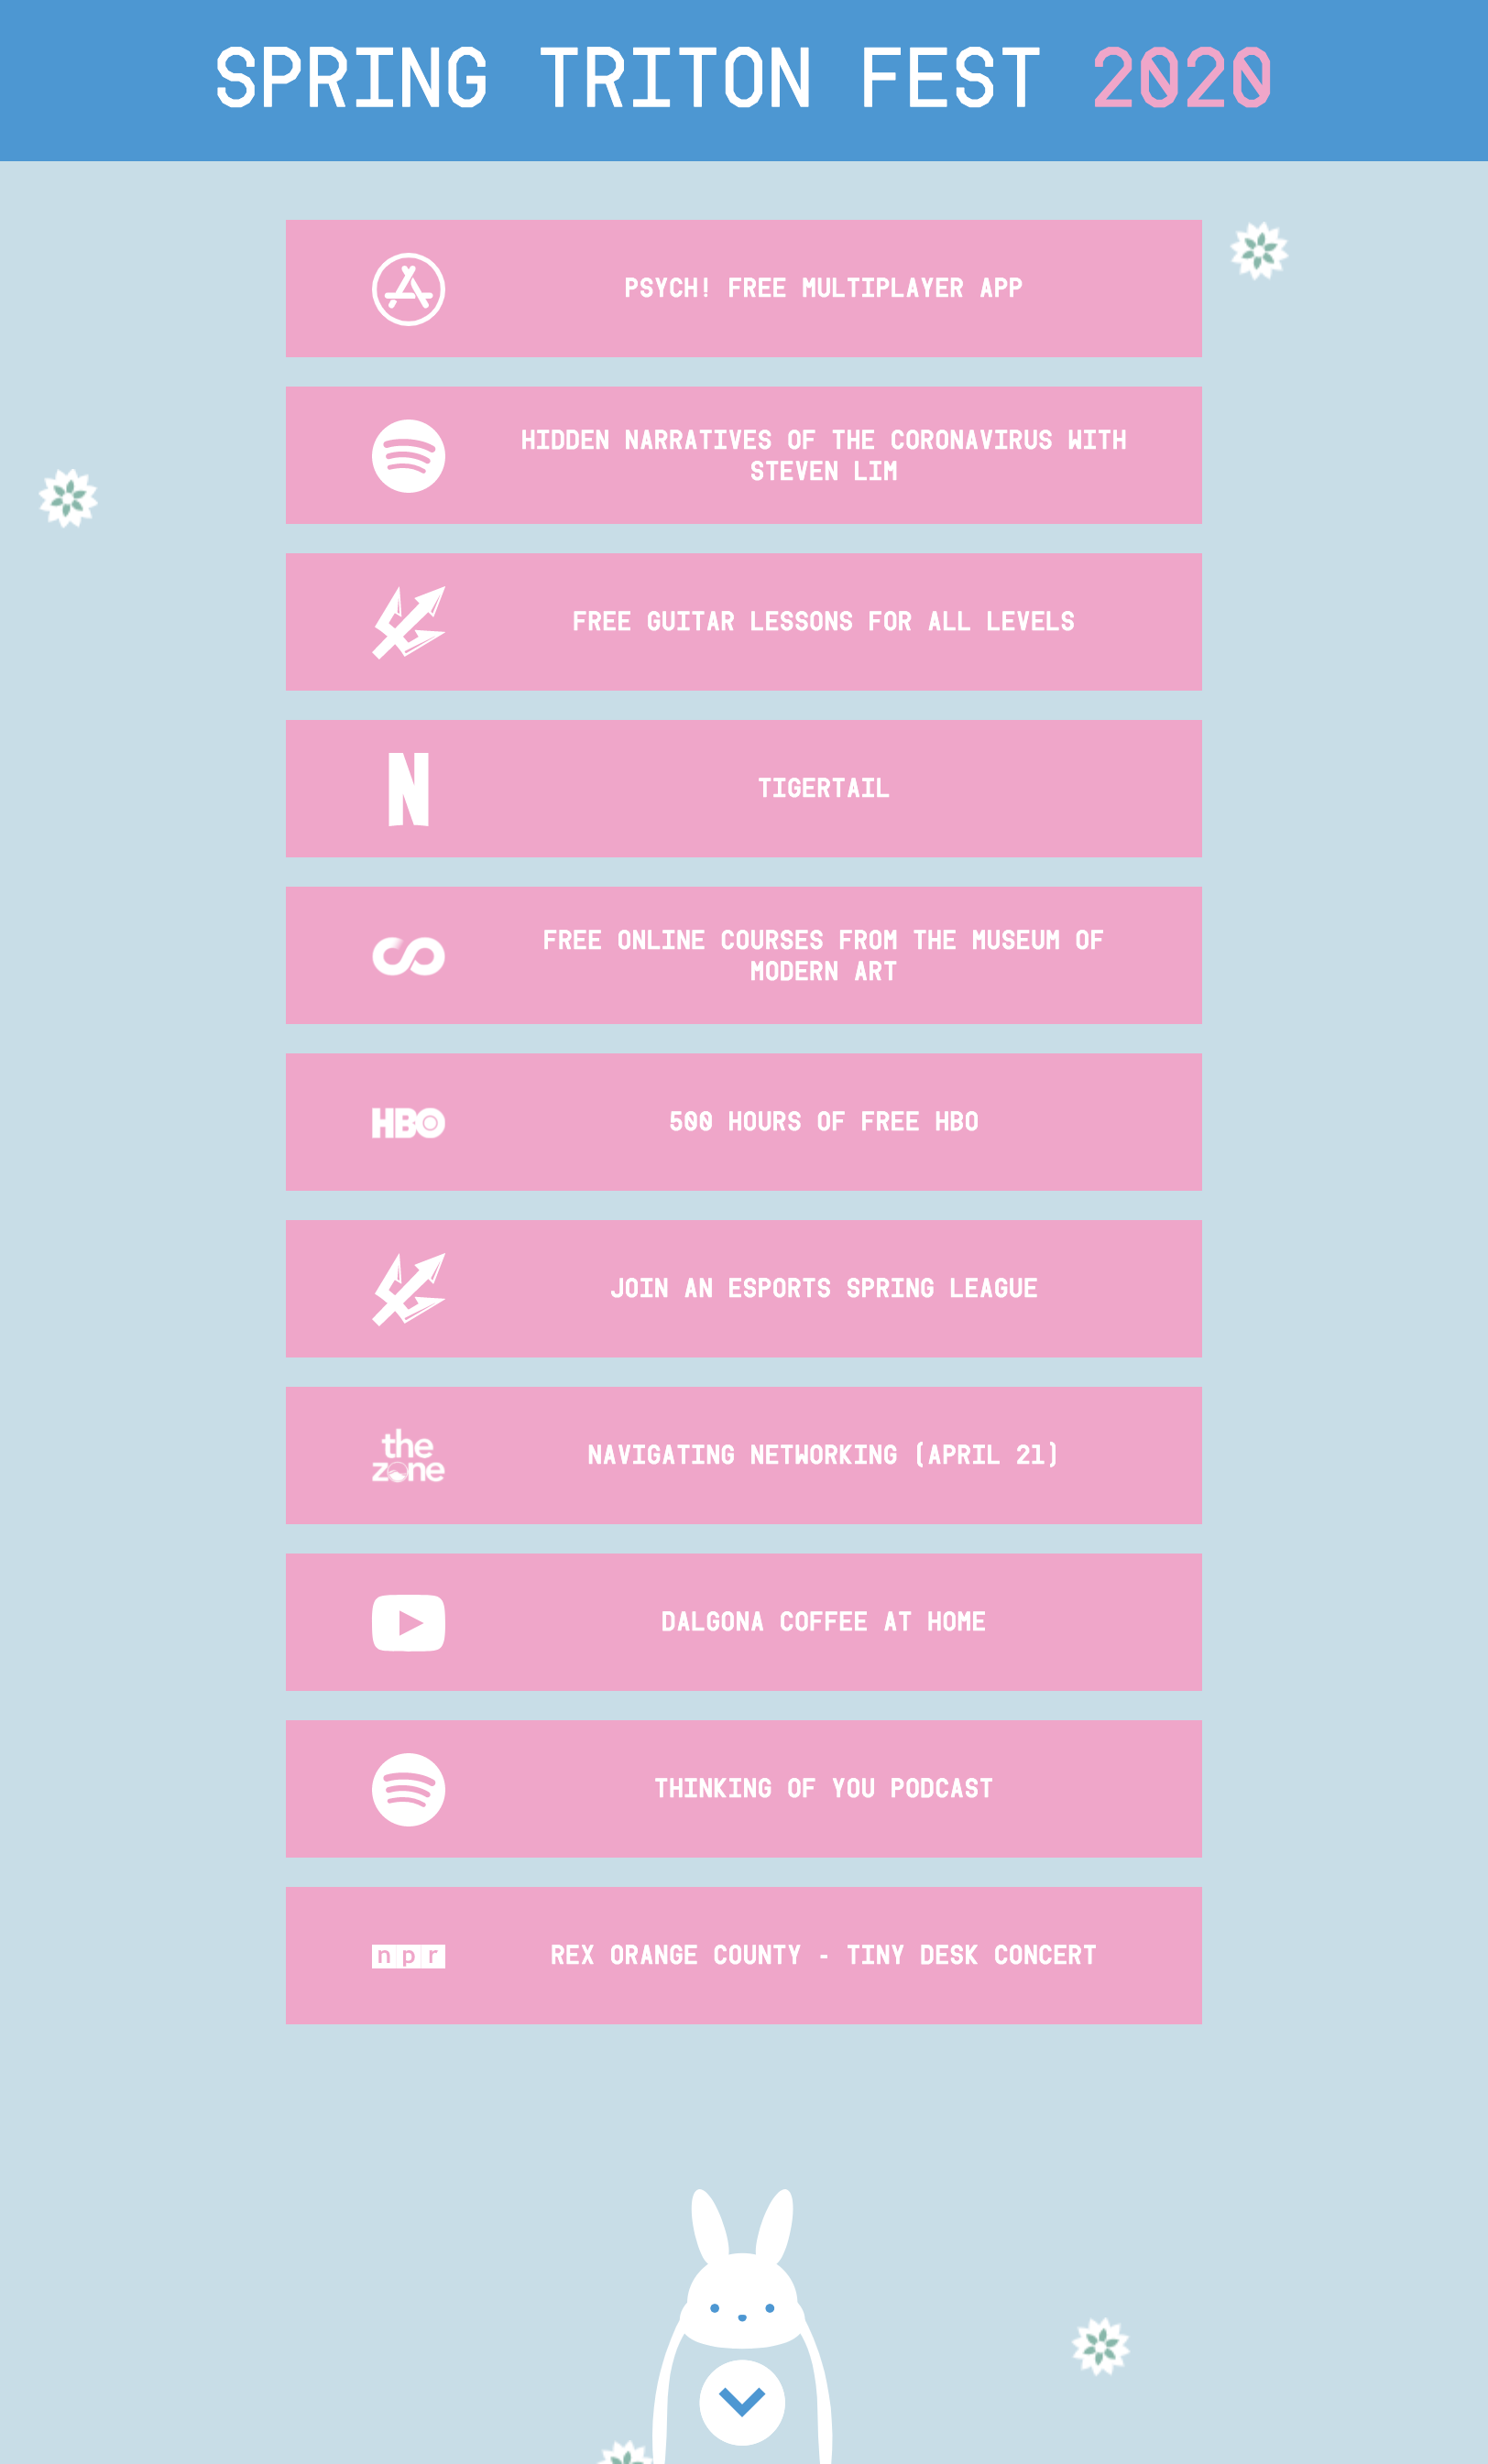 SPRING TRITON FEST 2020
PSYCH! FREE MULTIPLAYER APP
HIDDEN NARRATIVES OF THE CORONAVIRUS WITH
STEVEN LIM
FREE GUITAR LESSONS FOR ALL LEVELS
N
TIGERTAIL
FREE ONLINE COURSES FROM THE MUSEUM OF
MODERN ART
HBO
500 HOURS OF FREE HBO
JOIN AN ESPORTS SPRING LEAGUE
the
zone
NAVIGATING NETWORKING (APRIL 21)
DALGONA COFFEE AT HOME
THINKING OF YOU PODCAST
npr
REX ORANGE COUNTY - TINY DESK CONCERT